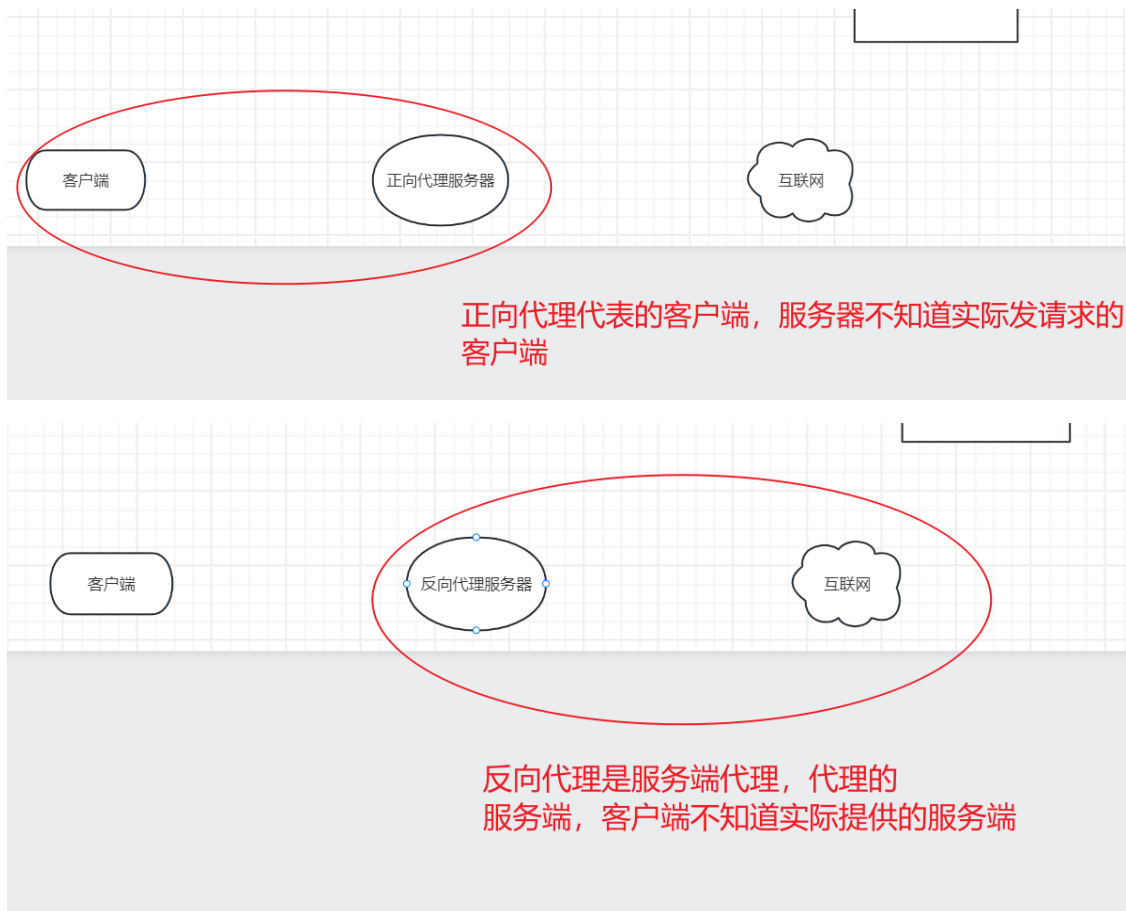 客户端
正向代理服务器
互联网
正向代理代表的客户端，服务器不知道实际发请求的
客户端
客户端
反向代理服务器
互联网
反向代理是服务端代理，代理的
服务端，客户端不知道实际提供的服务端